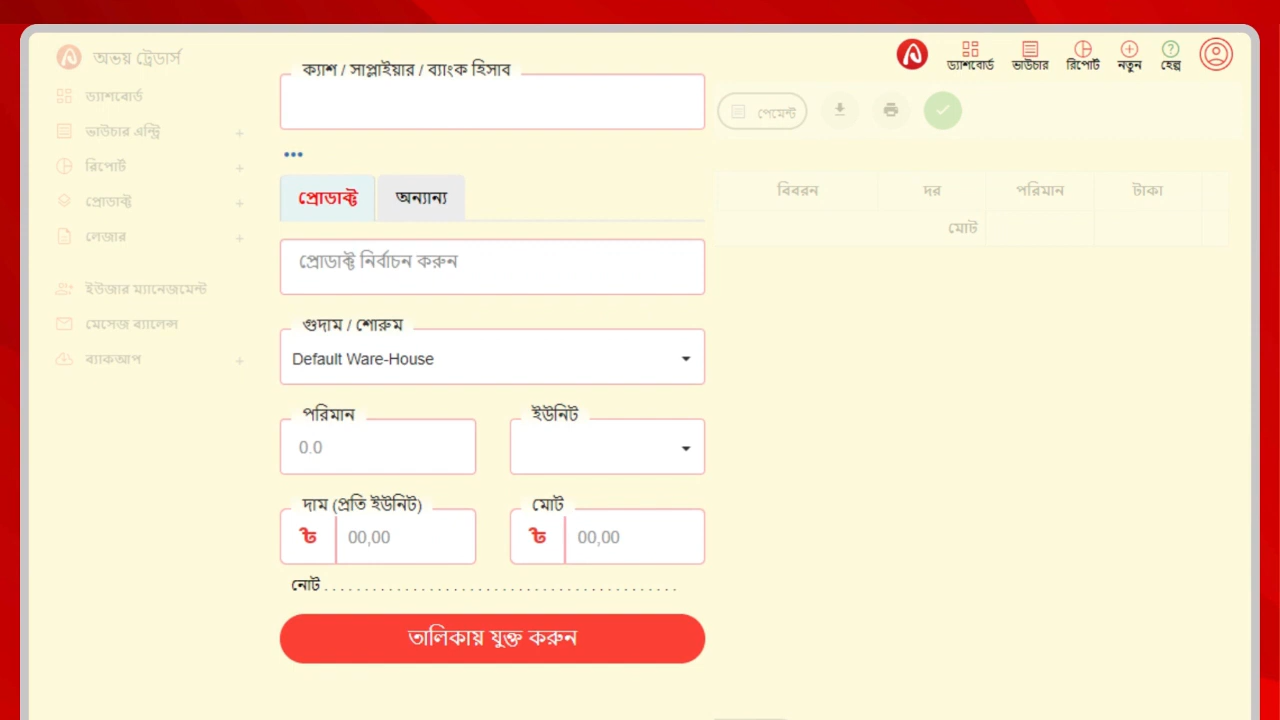 অভয় ট্রেডার্স
ড্যাশবোর্ড
ভাউচার এন্ট্রি +
রিপোর্ট +
প্রোডাক্ট +
লেজার +
ইউজার ম্যানেজমেন্ট
মেসেজ ব্যালেন্স
ব্যাকআপ +
ক্যাশ / সাপ্লাইয়ার / ব্যাংক হিসাব
•••
প্রোডাক্ট অন্যান্য
প্রোডাক্ট নির্বাচন করুন
গুদাম / শোরুম
Default Ware-House
পরিমান ইউনিট
0.0
দাম (প্রতি ইউনিট) মোট
৳ 00,00 ৳ 00,00
নোট . . . . . . . . . . . . . . . . . . . . . . . . . . . . . . . . . . . . . . . . . . . .
তালিকায় যুক্ত করুন
ড্যাশবোর্ড ভাউচার রিপোর্ট নতুন হেল্প
পেমেন্ট
বিবরন দর পরিমান টাকা
মোট